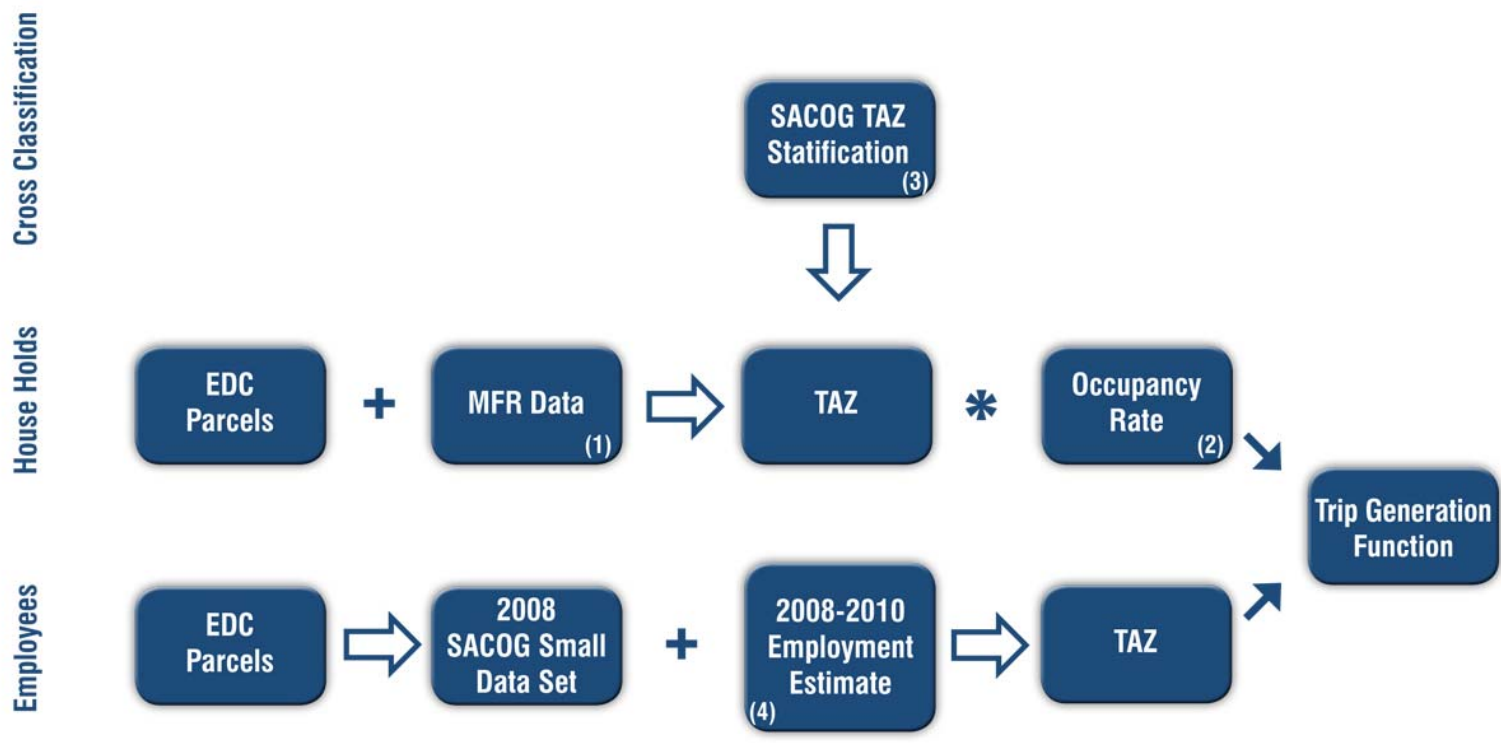 Cross Classification
SACOG TAZ
Statification
(3)
House Holds
EDC
Parcels
+
MFR Data
(1)
TAZ
*
Occupancy
Rate
(2)
Trip Generation
Function
Employees
EDC
Parcels
2008
SACOG Small
Data Set
+
2008-2010
Employment
Estimate
(4)
TAZ